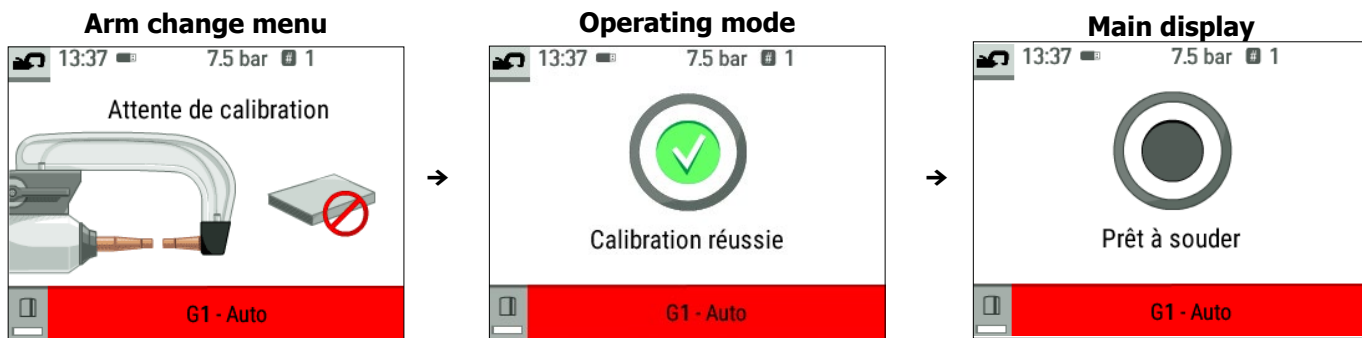 Arm change menu
13:37 7.5 bar # 1
Attente de calibration
G1 - Auto
→
Operating mode
13:37 7.5 bar # 1
Calibration réussie
G1 - Auto
→
Main display
13:37 7.5 bar # 1
Prêt à souder
G1 - Auto